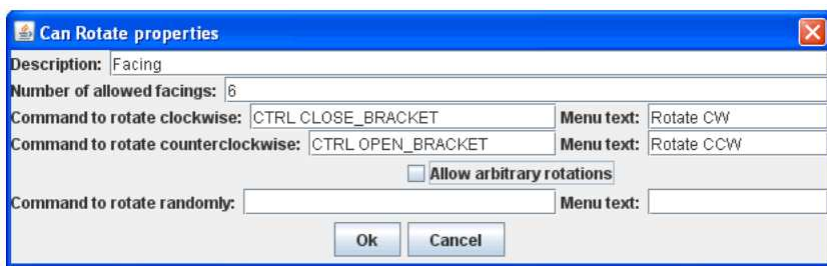 Can Rotate properties
Description: Facing
Number of allowed facings: 6
Command to rotate clockwise: CTRL CLOSE_BRACKET Menu text: Rotate CW
Command to rotate counterclockwise: CTRL OPEN_BRACKET Menu text: Rotate CCW
Allow arbitrary rotations
Command to rotate randomly: Menu text:
Ok Cancel